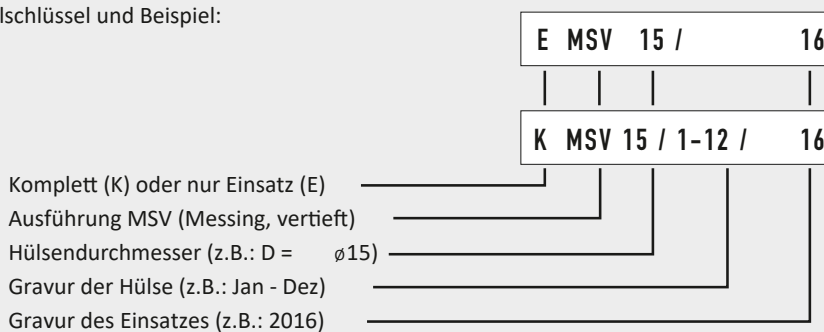 lschlüssel und Beispiel:
E MSV 15 / 16
K MSV 15 / 1-12 / 16
Komplett (K) oder nur Einsatz (E)
Ausführung MSV (Messing, vertieft)
Hülsendurchmesser (z.B.: D = ø15)
Gravur der Hülse (z.B.: Jan - Dez)
Gravur des Einsatzes (z.B.: 2016)